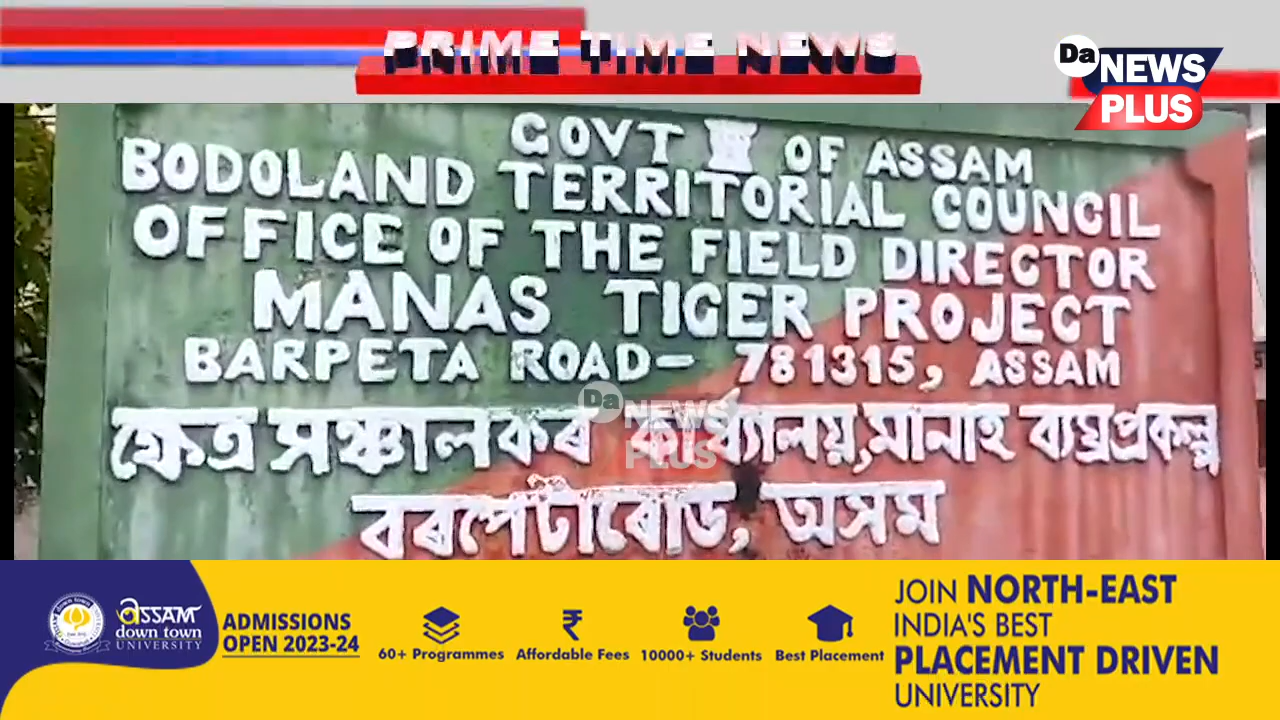 PRIME TIME NEWS
Da NEWS PLUS
GOVT OF ASSAM
BODOLAND TERRITORIAL COUNCIL
OFFICE OF THE FIELD DIRECTOR
MANAS TIGER PROJECT
BARPETA ROAD- 781315, ASSAM
ক্ষেত্ৰ সঞ্চালকৰ কাৰ্য্যালয়,মানাহ ব্যঘ্ৰপ্ৰকল্প
বৰপেটাৰোড, অসম
Da NEWS PLUS
অসম down town UNIVERSITY
ADMISSIONS
OPEN 2023-24
60+ Programmes
Affordable Fees
10000+ Students
Best Placement
JOIN NORTH-EAST
INDIA'S BEST
PLACEMENT DRIVEN
UNIVERSITY